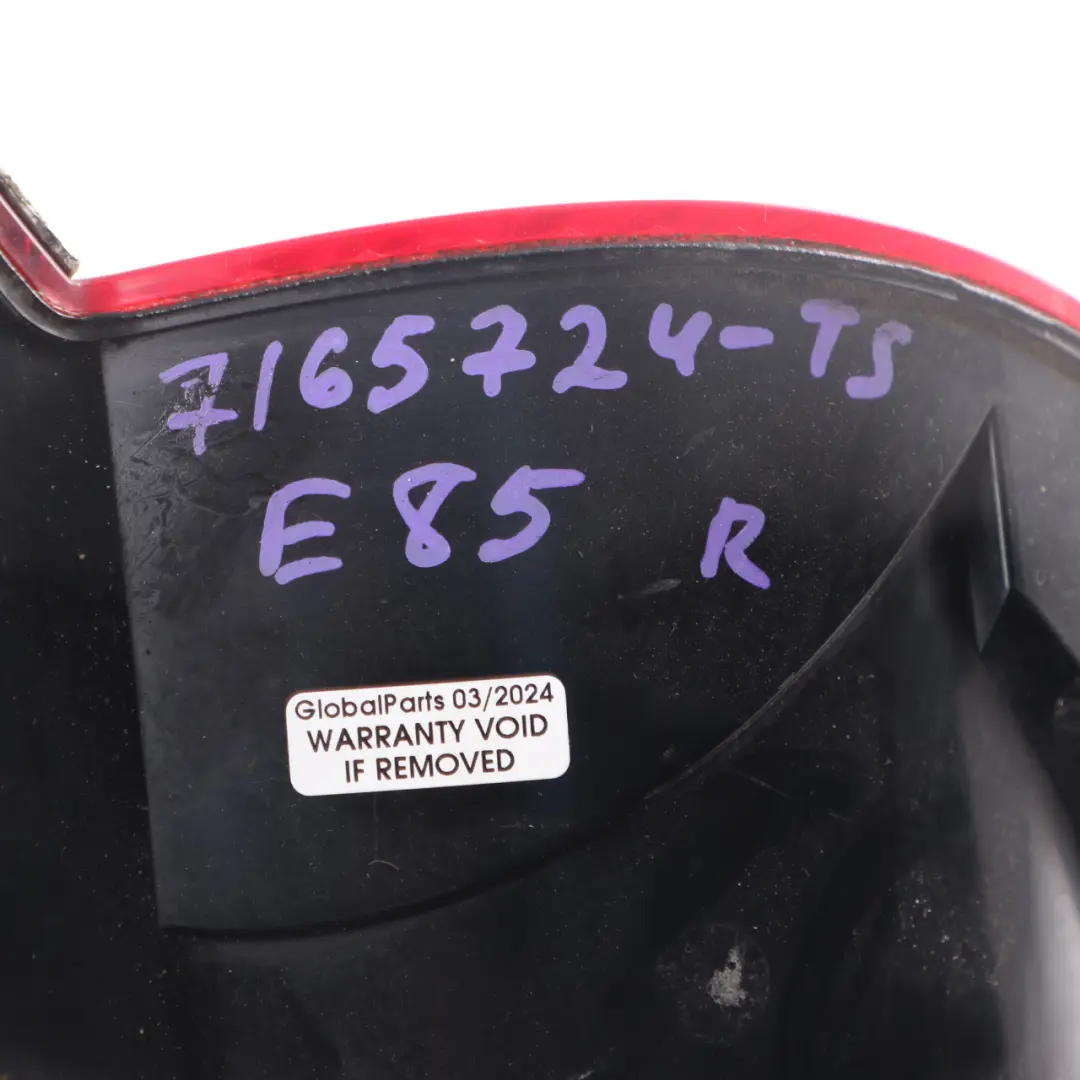 7165724-TS
E85 R
GlobalParts 03/2024
WARRANTY VOID
IF REMOVED